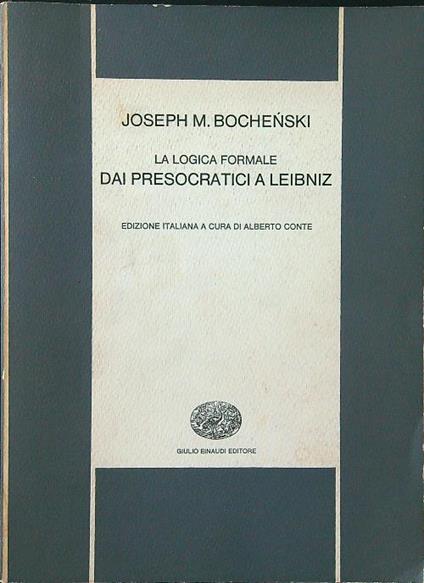 JOSEPH M. BOCHEŃSKI
LA LOGICA FORMALE
DAI PRESOCRATICI A LEIBNIZ
EDIZIONE ITALIANA A CURA DI ALBERTO CONTE
GIULIO EINAUDI EDITORE